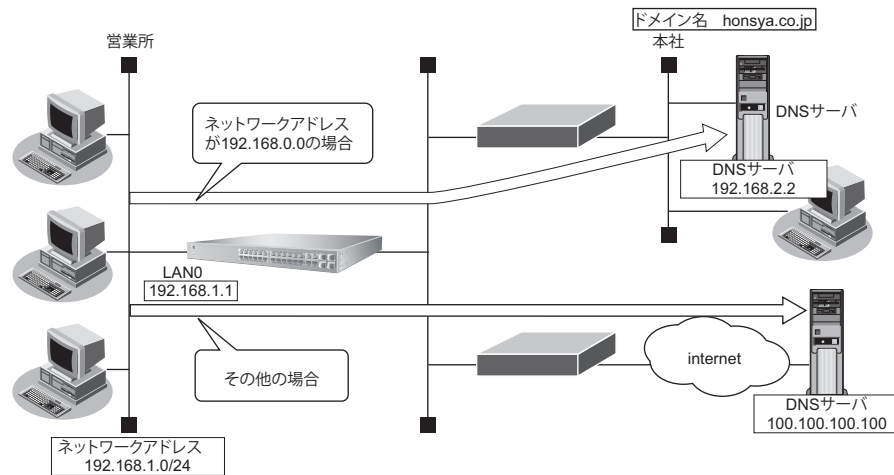 ドメイン名 honsya.co.jp
営業所
本社
ネットワークアドレス
が192.168.0.0の場合
DNSサーバ
DNSサーバ
192.168.2.2
LAN0
192.168.1.1
その他の場合
internet
DNSサーバ
100.100.100.100
ネットワークアドレス
192.168.1.0/24